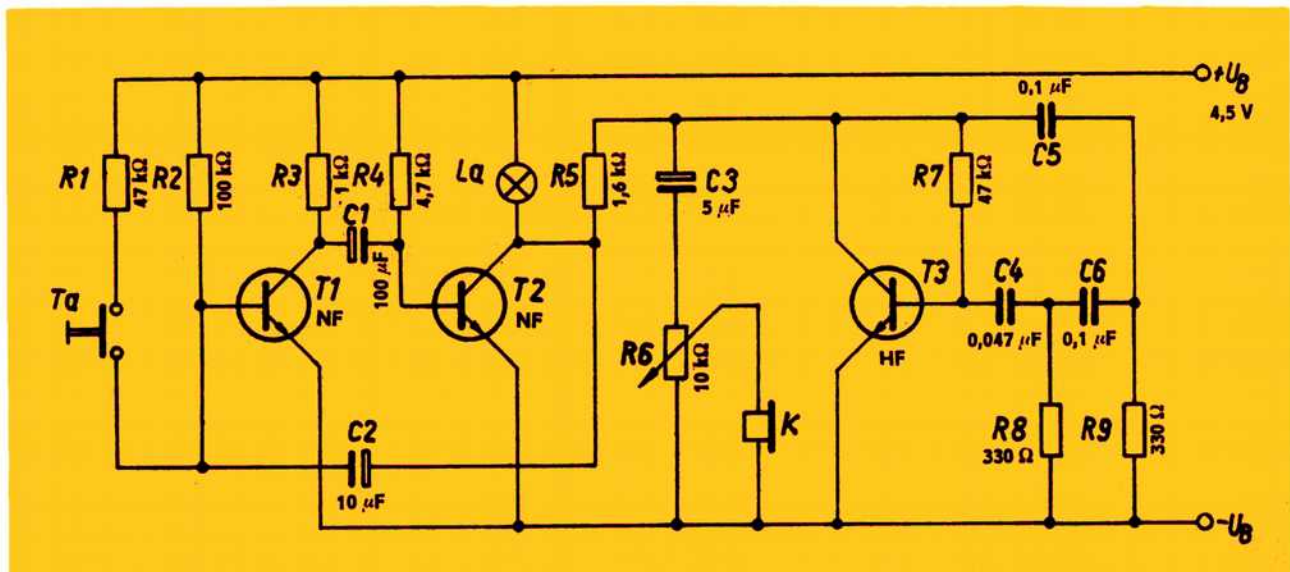 +UB
0,1 µF
4,5 V
C5
R1
47 kΩ
R2
100 kΩ
R3
1 kΩ
R4
4,7 kΩ
La
R5
1,6 kΩ
C3
5 µF
R7
47 kΩ
C1
100 µF
Ta
T1
NF
T2
NF
T3
HF
C4
0,047 µF
C6
0,1 µF
R6
10 kΩ
K
R8
330 Ω
R9
330 Ω
C2
10 µF
-UB